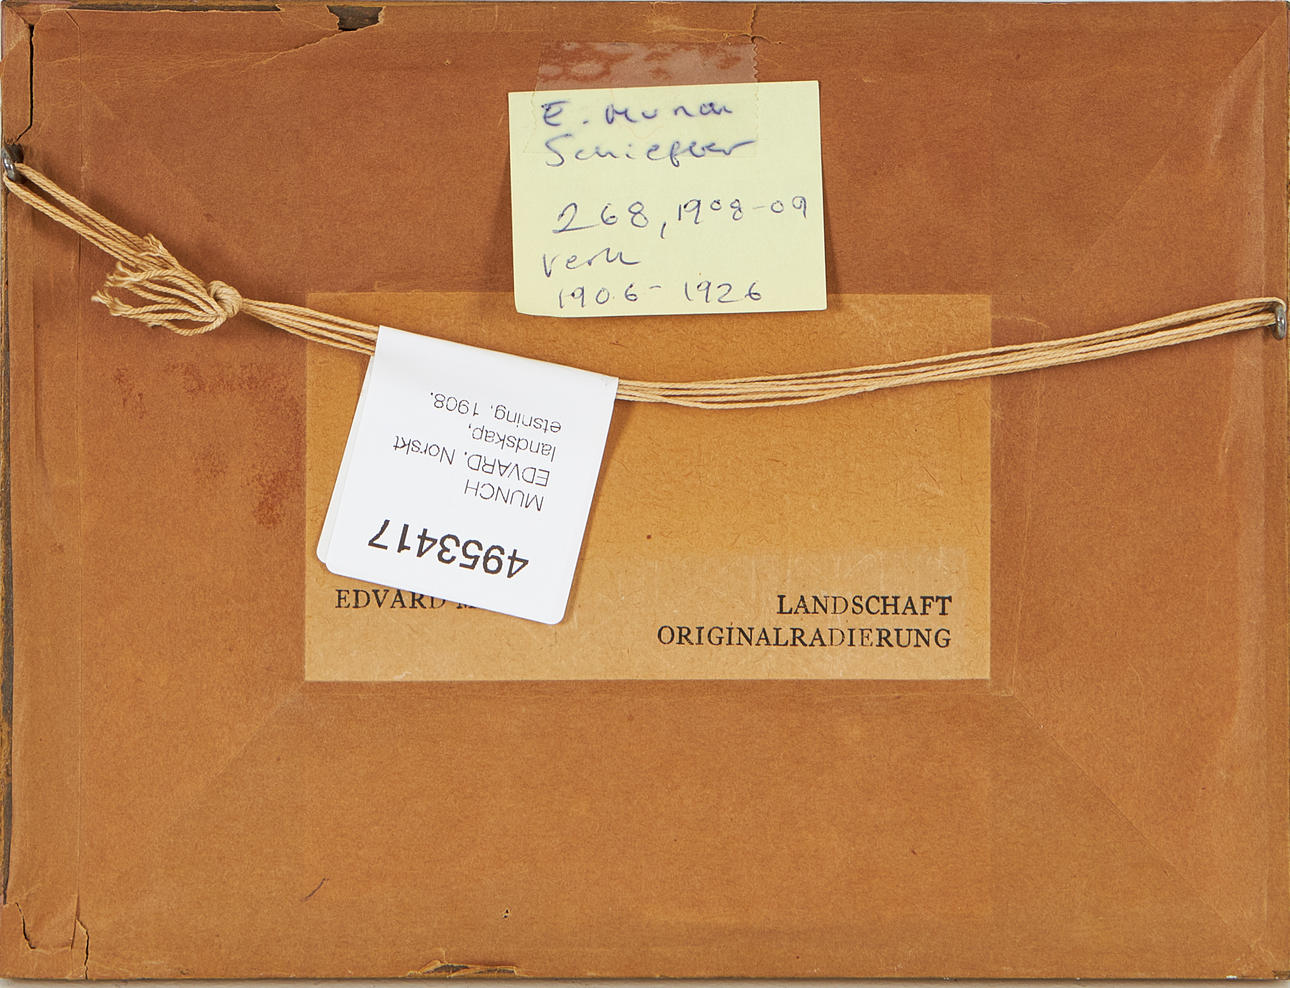 E. Munch
Schiefler
268, 1908-09
Verk
1906- 1926
4953417
MUNCH
EDVARD. Norskt
landskap,
etsning, 1908.
EDVARD M
LANDSCHAFT
ORIGINALRADIERUNG